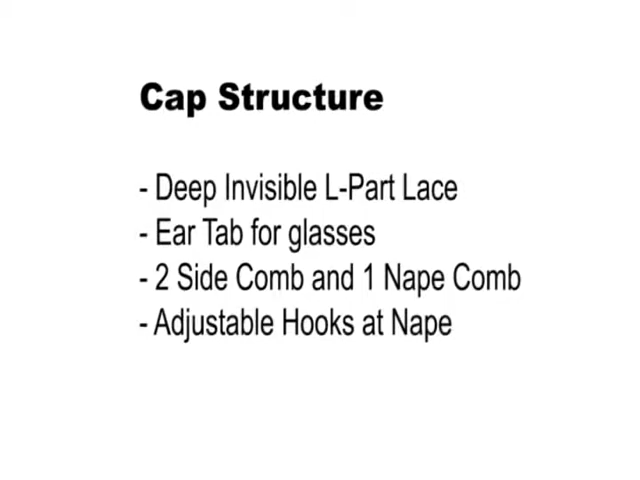 Cap Structure
- Deep Invisible L-Part Lace
- Ear Tab for glasses
- 2 Side Comb and 1 Nape Comb
- Adjustable Hooks at Nape